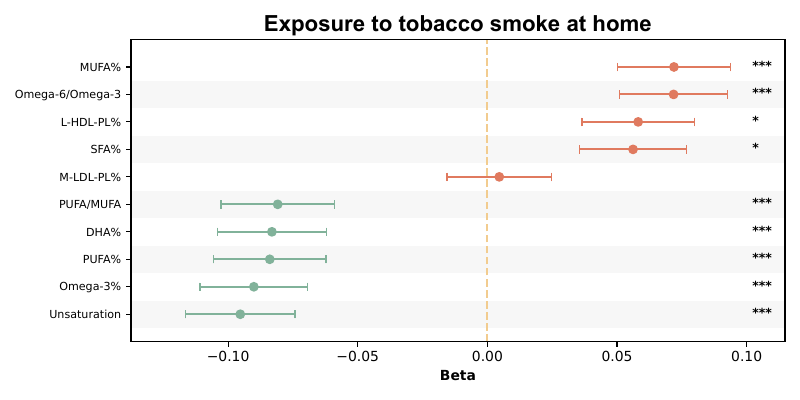 Exposure to tobacco smoke at home
MUFA% ***
Omega-6/Omega-3 ***
L-HDL-PL% *
SFA% *
M-LDL-PL%
PUFA/MUFA ***
DHA% ***
PUFA% ***
Omega-3% ***
Unsaturation ***
−0.10 −0.05 0.00 0.05 0.10
Beta